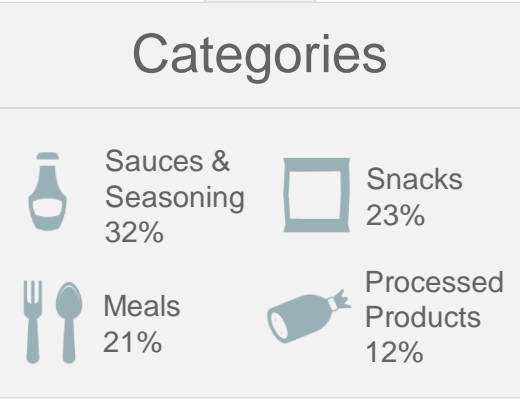 Categories
Sauces &
Seasoning
32%
Snacks
23%
Meals
21%
Processed
Products
12%